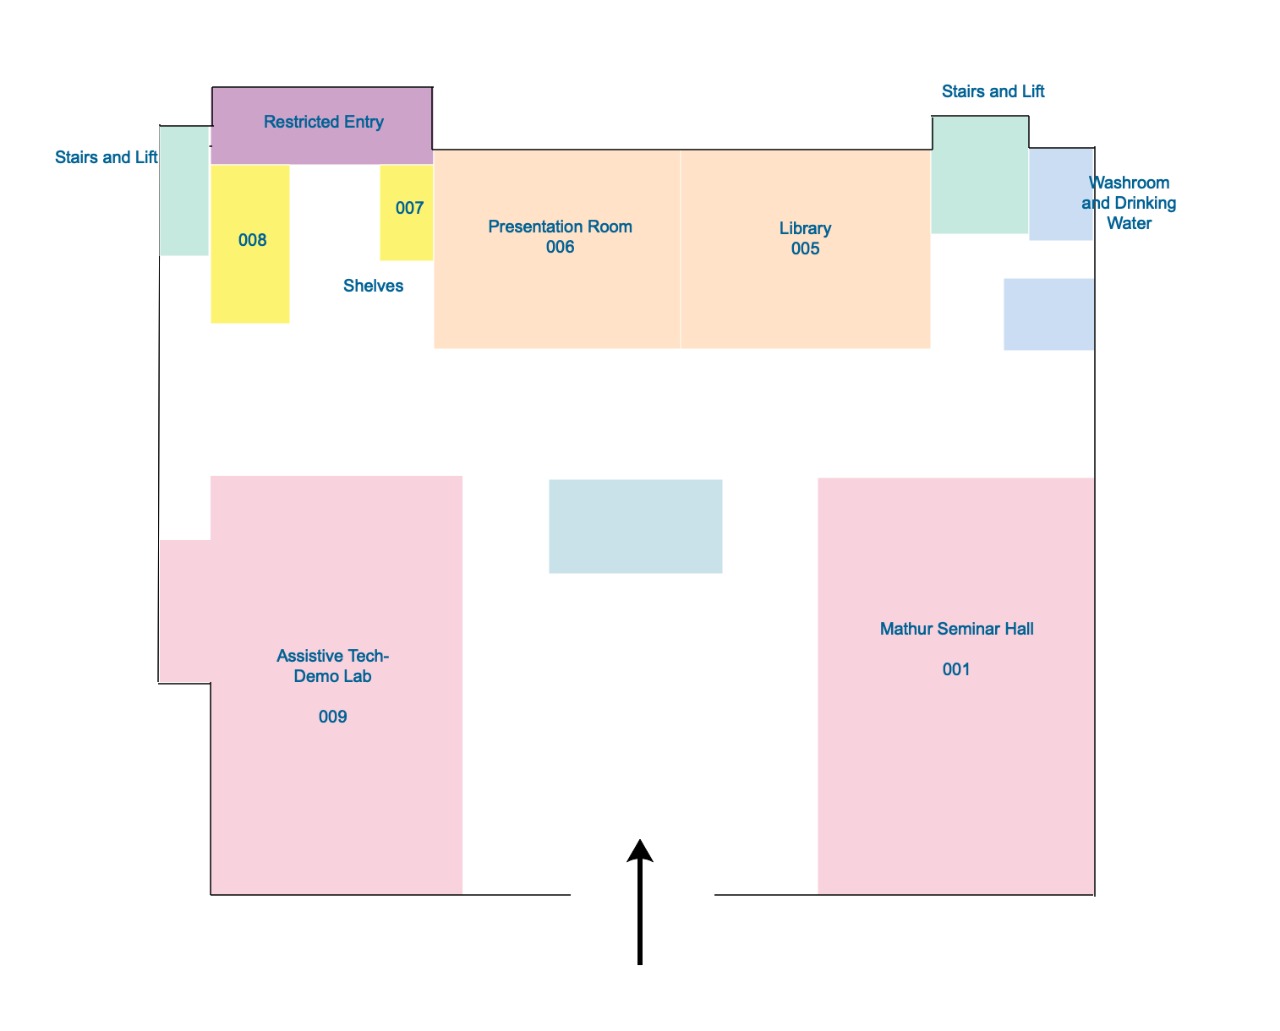 Stairs and Lift
Restricted Entry
Stairs and Lift
Washroom
and Drinking
Water
007
008
Presentation Room
006
Library
005
Shelves
Mathur Seminar Hall
001
Assistive Tech-
Demo Lab
009